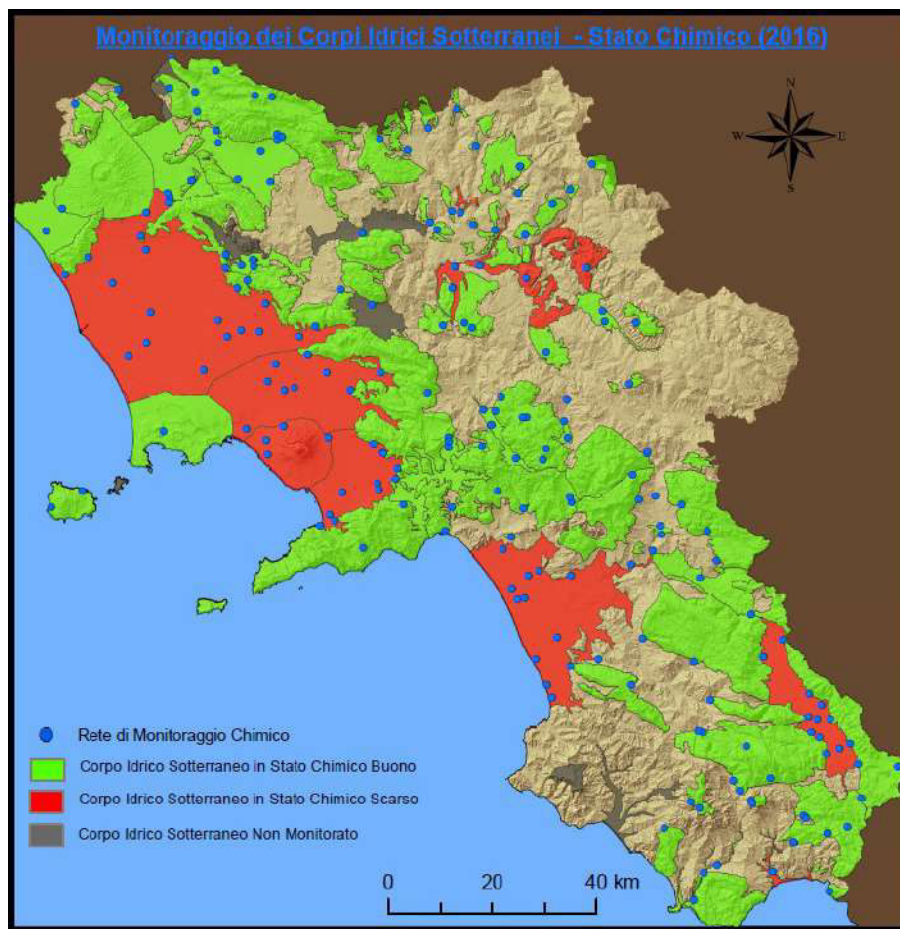 Monitoraggio dei Corpi Idrici Sotterranei - Stato Chimico (2016)
N
W E
S
Rete di Monitoraggio Chimico
Corpo Idrico Sotterraneo in Stato Chimico Buono
Corpo Idrico Sotterraneo in Stato Chimico Scarso
Corpo Idrico Sotterraneo Non Monitorato
0 20 40 km